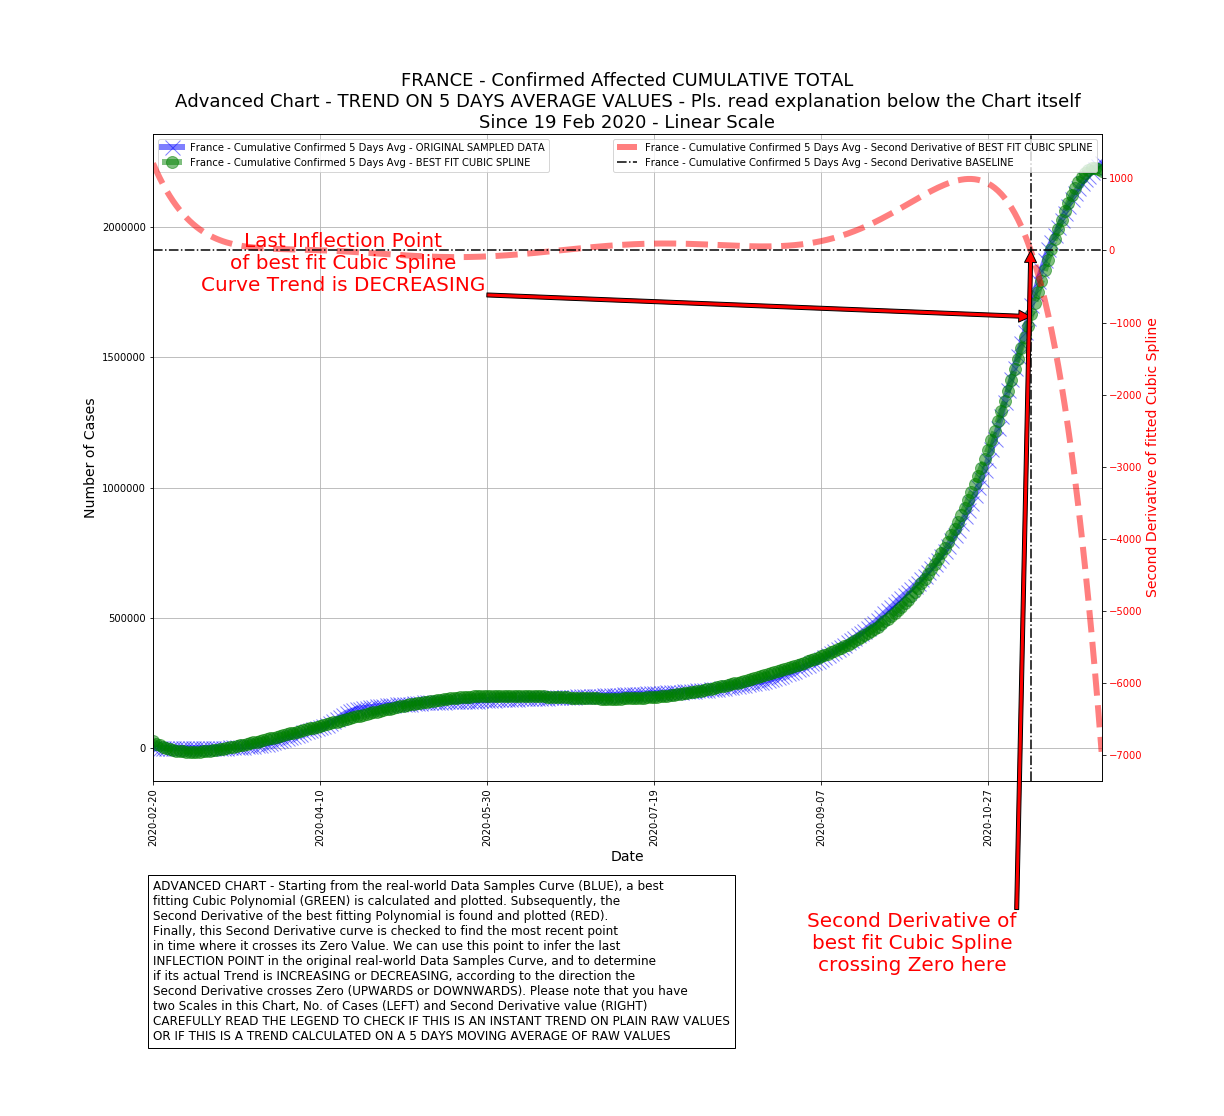 FRANCE - Confirmed Affected CUMULATIVE TOTAL
Advanced Chart - TREND ON 5 DAYS AVERAGE VALUES - Pls. read explanation below the Chart itself
Since 19 Feb 2020 - Linear Scale
France - Cumulative Confirmed 5 Days Avg - ORIGINAL SAMPLED DATA
France - Cumulative Confirmed 5 Days Avg - BEST FIT CUBIC SPLINE
France - Cumulative Confirmed 5 Days Avg - Second Derivative of BEST FIT CUBIC SPLINE
France - Cumulative Confirmed 5 Days Avg - Second Derivative BASELINE
Last Inflection Point
of best fit Cubic Spline
Curve Trend is DECREASING
Number of Cases
2000000
1500000
1000000
500000
0
1000
0
−1000
−2000
−3000
−4000
−5000
−6000
−7000
Second Derivative of fitted Cubic Spline
2020-02-20
2020-04-10
2020-05-30
2020-07-19
2020-09-07
2020-10-27
Date
Second Derivative of
best fit Cubic Spline
crossing Zero here
ADVANCED CHART - Starting from the real-world Data Samples Curve (BLUE), a best
fitting Cubic Polynomial (GREEN) is calculated and plotted. Subsequently, the
Second Derivative of the best fitting Polynomial is found and plotted (RED).
Finally, this Second Derivative curve is checked to find the most recent point
in time where it crosses its Zero Value. We can use this point to infer the last
INFLECTION POINT in the original real-world Data Samples Curve, and to determine
if its actual Trend is INCREASING or DECREASING, according to the direction the
Second Derivative crosses Zero (UPWARDS or DOWNWARDS). Please note that you have
two Scales in this Chart, No. of Cases (LEFT) and Second Derivative value (RIGHT)
CAREFULLY READ THE LEGEND TO CHECK IF THIS IS AN INSTANT TREND ON PLAIN RAW VALUES
OR IF THIS IS A TREND CALCULATED ON A 5 DAYS MOVING AVERAGE OF RAW VALUES